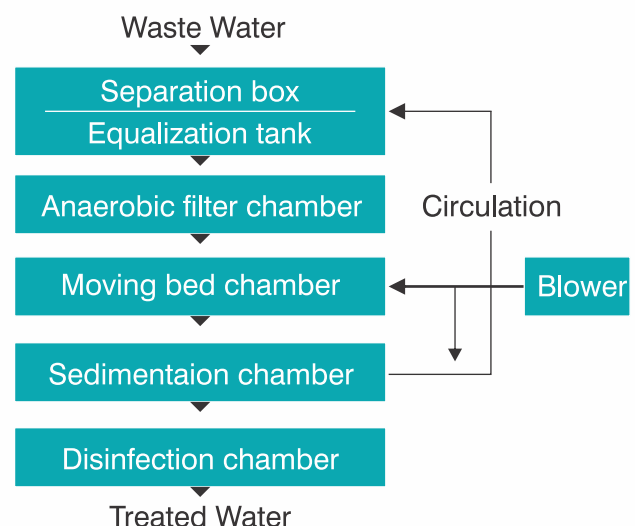 Waste Water
Separation box
Equalization tank
Anaerobic filter chamber
Circulation
Moving bed chamber
Blower
Sedimentaion chamber
Disinfection chamber
Treated Water